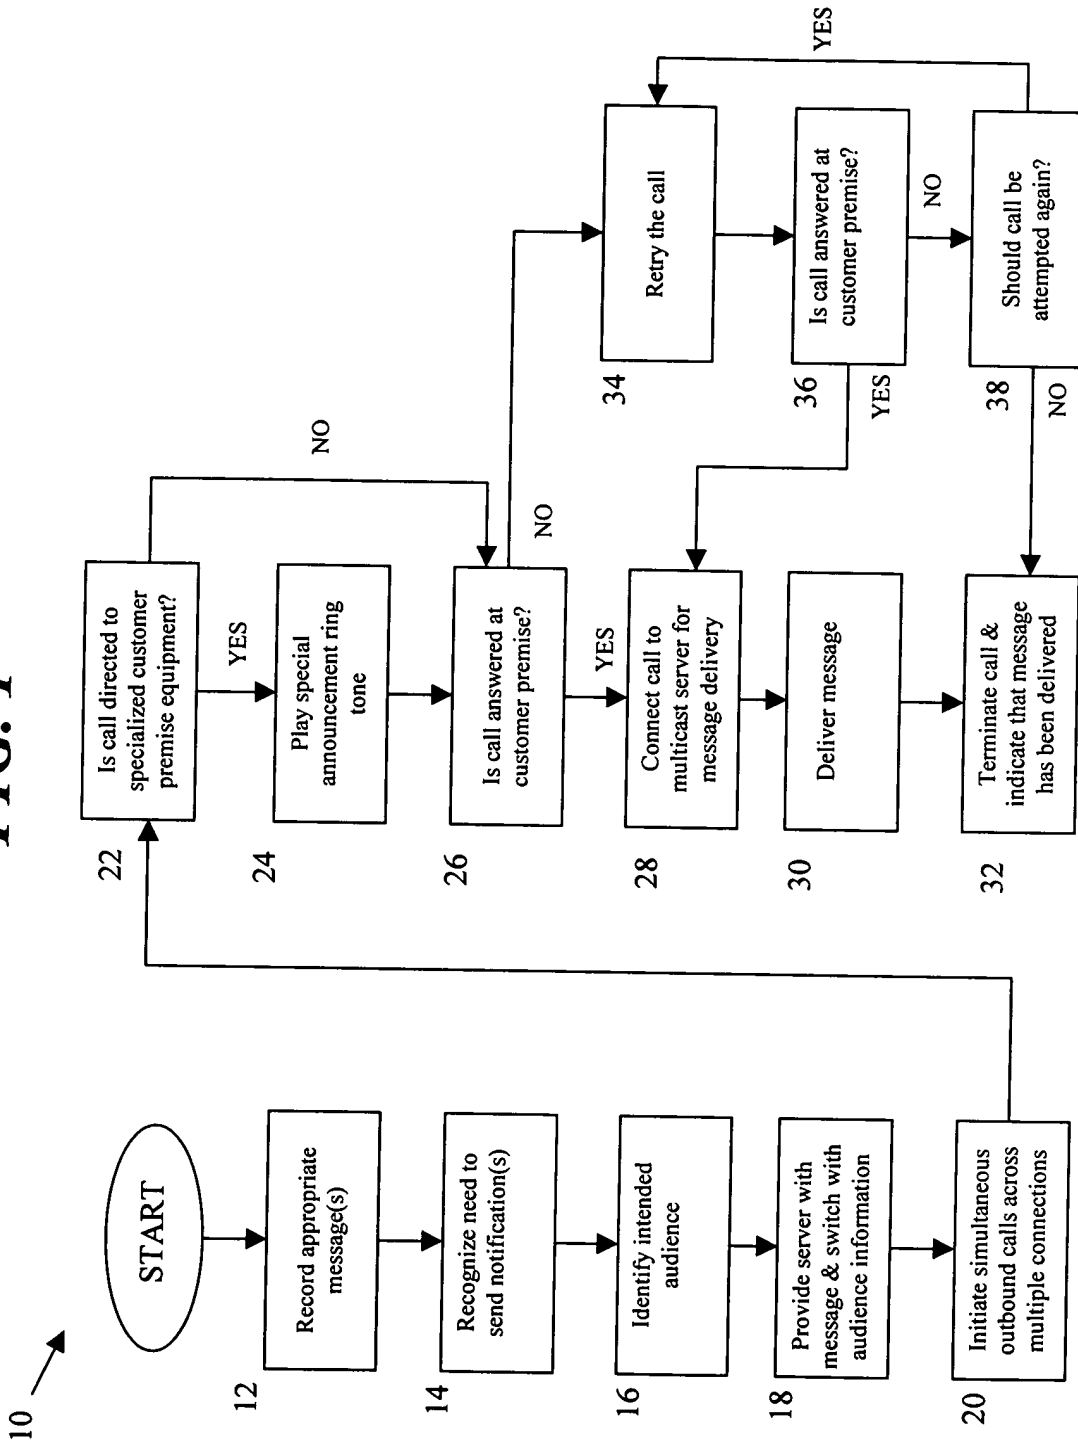 FIG. 1
10
START
12
Record appropriate
message(s)
14
Recognize need to
send notification(s)
16
Identify intended
audience
18
Provide server with
message & switch with
audience information
20
Initiate simultaneous
outbound calls across
multiple connections
22
Is call directed to
specialized customer
premise equipment?
NO
YES
24
Play special
announcement ring
tone
26
Is call answered at
customer premise?
NO
YES
28
Connect call to
multicast server for
message delivery
30
Deliver message
32
Terminate call &
indicate that message
has been delivered
34
Retry the call
36
Is call answered at
customer premise?
YES
NO
38
Should call be
attempted again?
YES
NO